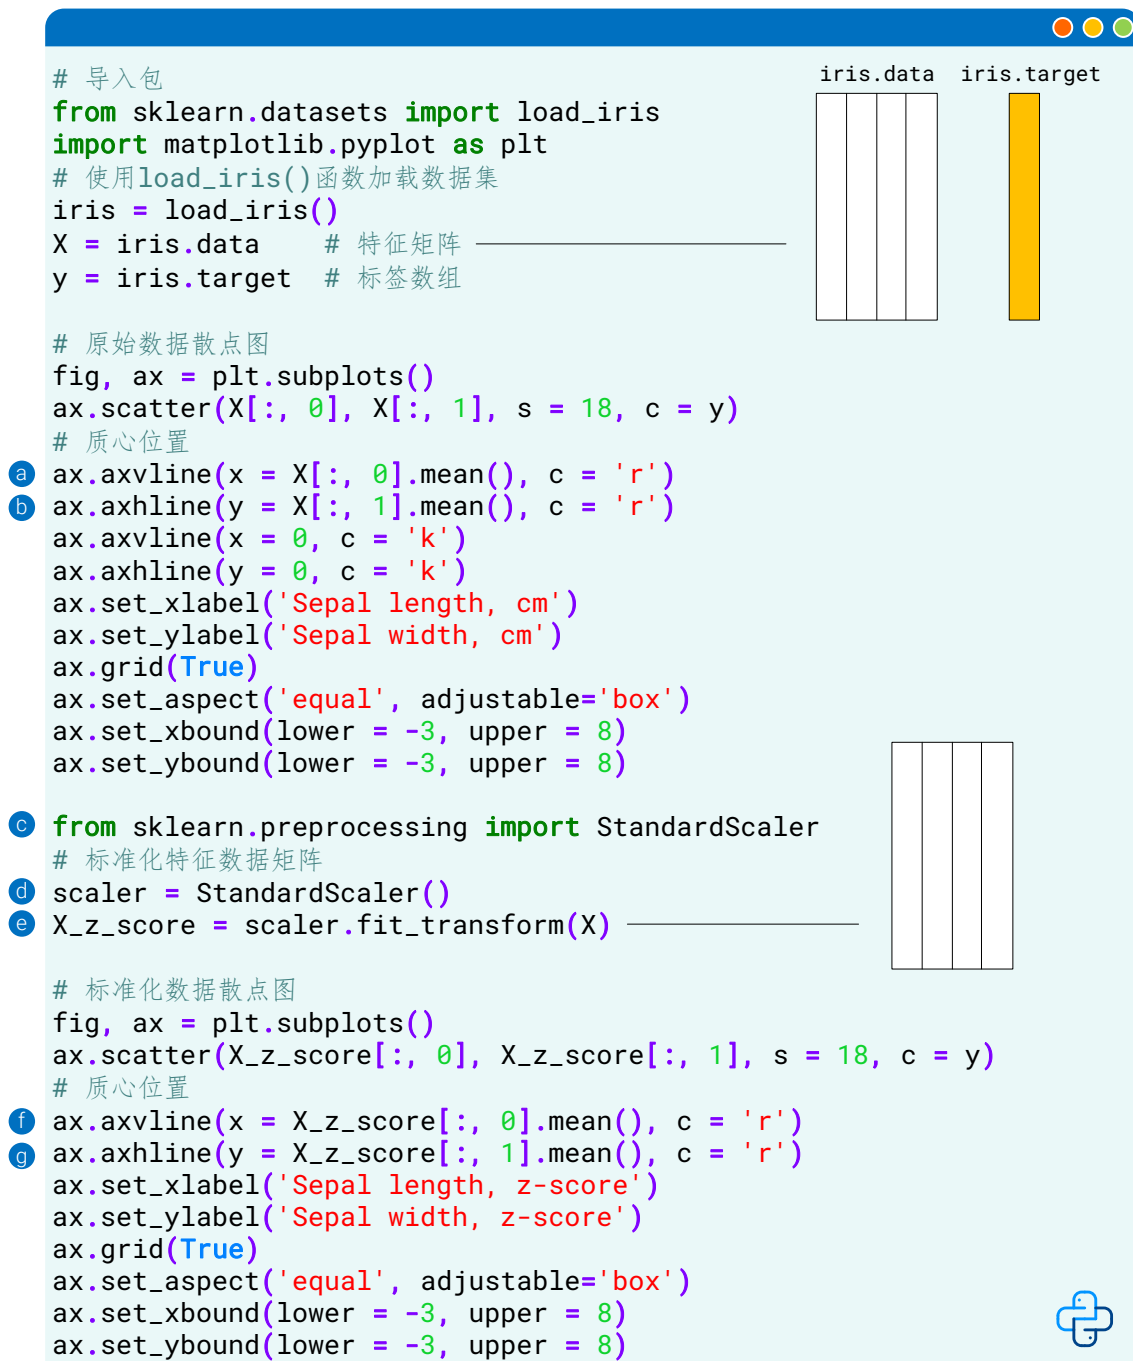 iris.data iris.target
# 导入包
from sklearn.datasets import load_iris
import matplotlib.pyplot as plt
# 使用load_iris()函数加载数据集
iris = load_iris()
X = iris.data    # 特征矩阵
y = iris.target  # 标签数组
# 原始数据散点图
fig, ax = plt.subplots()
ax.scatter(X[:, 0], X[:, 1], s = 18, c = y)
# 质心位置
a ax.axvline(x = X[:, 0].mean(), c = 'r')
b ax.axhline(y = X[:, 1].mean(), c = 'r')
ax.axvline(x = 0, c = 'k')
ax.axhline(y = 0, c = 'k')
ax.set_xlabel('Sepal length, cm')
ax.set_ylabel('Sepal width, cm')
ax.grid(True)
ax.set_aspect('equal', adjustable='box')
ax.set_xbound(lower = -3, upper = 8)
ax.set_ybound(lower = -3, upper = 8)
c from sklearn.preprocessing import StandardScaler
# 标准化特征数据矩阵
d scaler = StandardScaler()
e X_z_score = scaler.fit_transform(X)
# 标准化数据散点图
fig, ax = plt.subplots()
ax.scatter(X_z_score[:, 0], X_z_score[:, 1], s = 18, c = y)
# 质心位置
f ax.axvline(x = X_z_score[:, 0].mean(), c = 'r')
g ax.axhline(y = X_z_score[:, 1].mean(), c = 'r')
ax.set_xlabel('Sepal length, z-score')
ax.set_ylabel('Sepal width, z-score')
ax.grid(True)
ax.set_aspect('equal', adjustable='box')
ax.set_xbound(lower = -3, upper = 8)
ax.set_ybound(lower = -3, upper = 8)